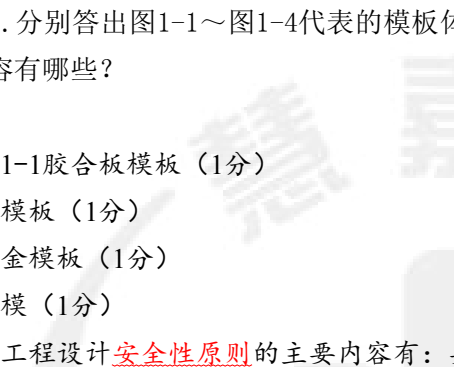 .分别答出图1-1～图1-4代表的模板体
容有哪些？
1-1胶合板模板（1分）
模板（1分）
金模板（1分）
模（1分）
工程设计安全性原则的主要内容有：